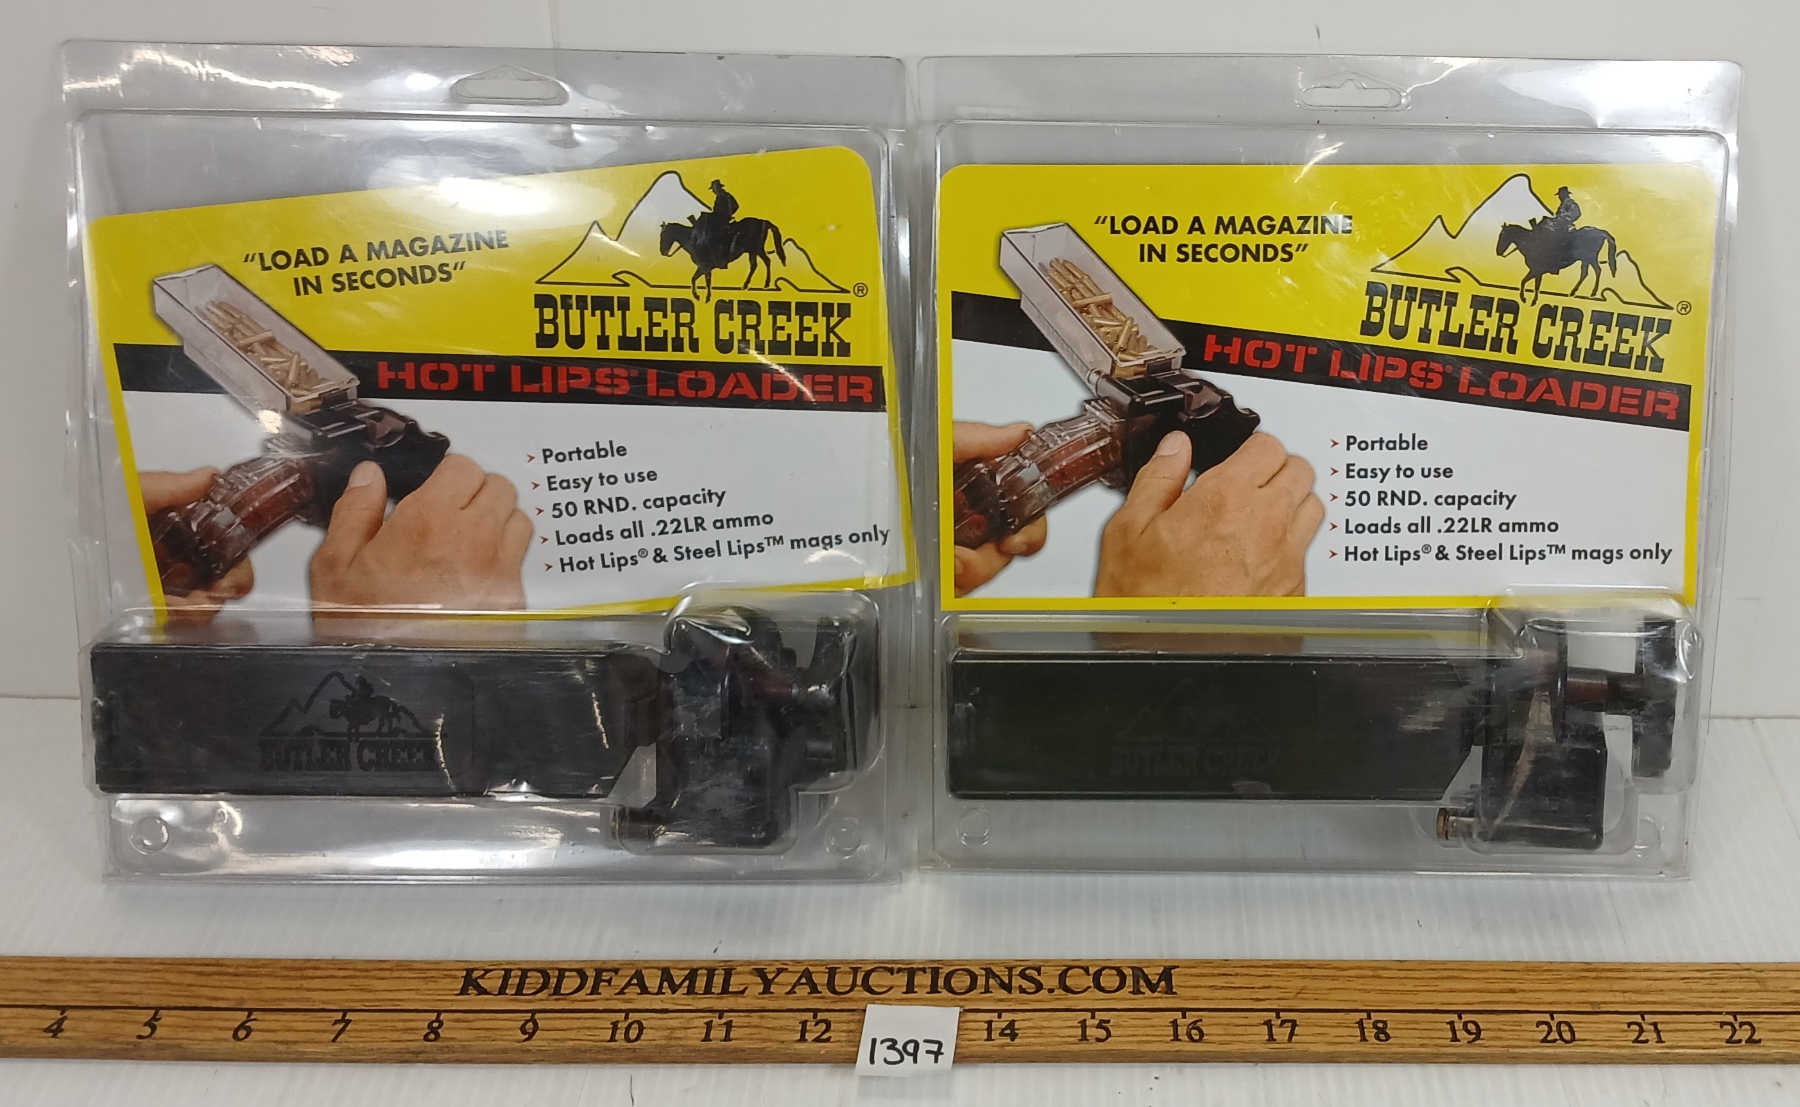 "LOAD A MAGAZINE
IN SECONDS"
BUTLER CREEK®
HOT LIPS® LOADER
> Portable
> Easy to use
> 50 RND. capacity
> Loads all .22LR ammo
> Hot Lips® & Steel Lips™ mags only
BUTLER CREEK
"LOAD A MAGAZINE
IN SECONDS"
BUTLER CREEK®
HOT LIPS® LOADER
> Portable
> Easy to use
> 50 RND. capacity
> Loads all .22LR ammo
> Hot Lips® & Steel Lips™ mags only
BUTLER CREEK
KIDDFAMILYAUCTIONS.COM
4 5 6 7 8 9 10 11 12 14 15 16 17 18 19 20 21 22
1397